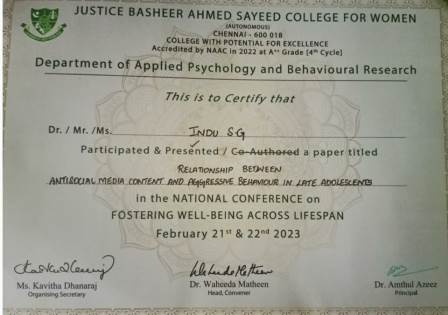 JUSTICE BASHEER AHMED SAYEED COLLEGE FOR WOMEN
(AUTONOMOUS)
CHENNAI - 600 018
COLLEGE WITH POTENTIAL FOR EXCELLENCE
Accredited by NAAC in 2022 at A++ Grade [4th Cycle]
Department of Applied Psychology and Behavioural Research
This is to Certify that
Dr. / Mr. /Ms. INDU S G
Participated & Presented / Co-Authored a paper titled
RELATIONSHIP BETWEEN
ANTISOCIAL MEDIA CONTENT AND AGGRESSIVE BEHAVIOUR IN LATE ADOLESCENTS
in the NATIONAL CONFERENCE on
FOSTERING WELL-BEING ACROSS LIFESPAN
February 21st & 22nd 2023
Waheeda Matheen
Ms. Kavitha Dhanaraj
Organising Secretary
Dr. Waheeda Matheen
Head, Convener
Dr. Amthul Azeez
Principal